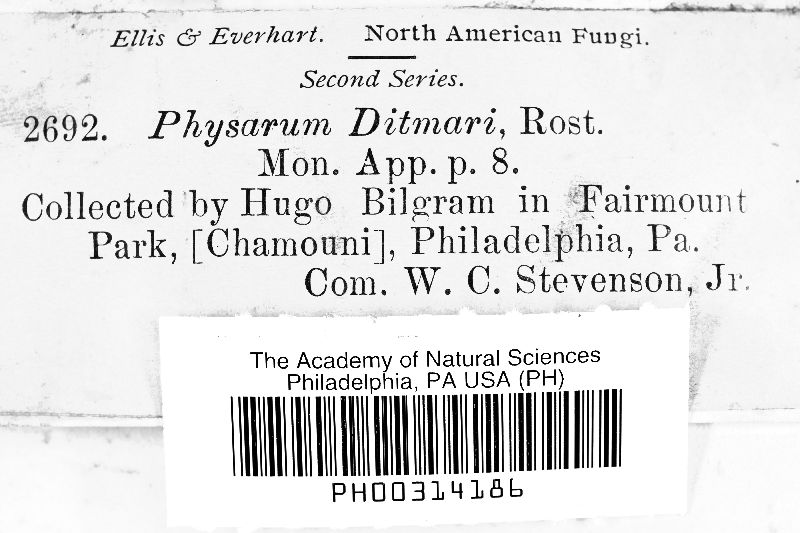 Ellis & Everhart. North American Fungi.
Second Series.
2692. Physarum Ditmari, Rost.
Mon. App. p. 8.
Collected by Hugo Bilgram in Fairmount
Park, [Chamouni], Philadelphia, Pa.
Com. W. C. Stevenson, Jr.
The Academy of Natural Sciences
Philadelphia, PA USA (PH)
PH00314186